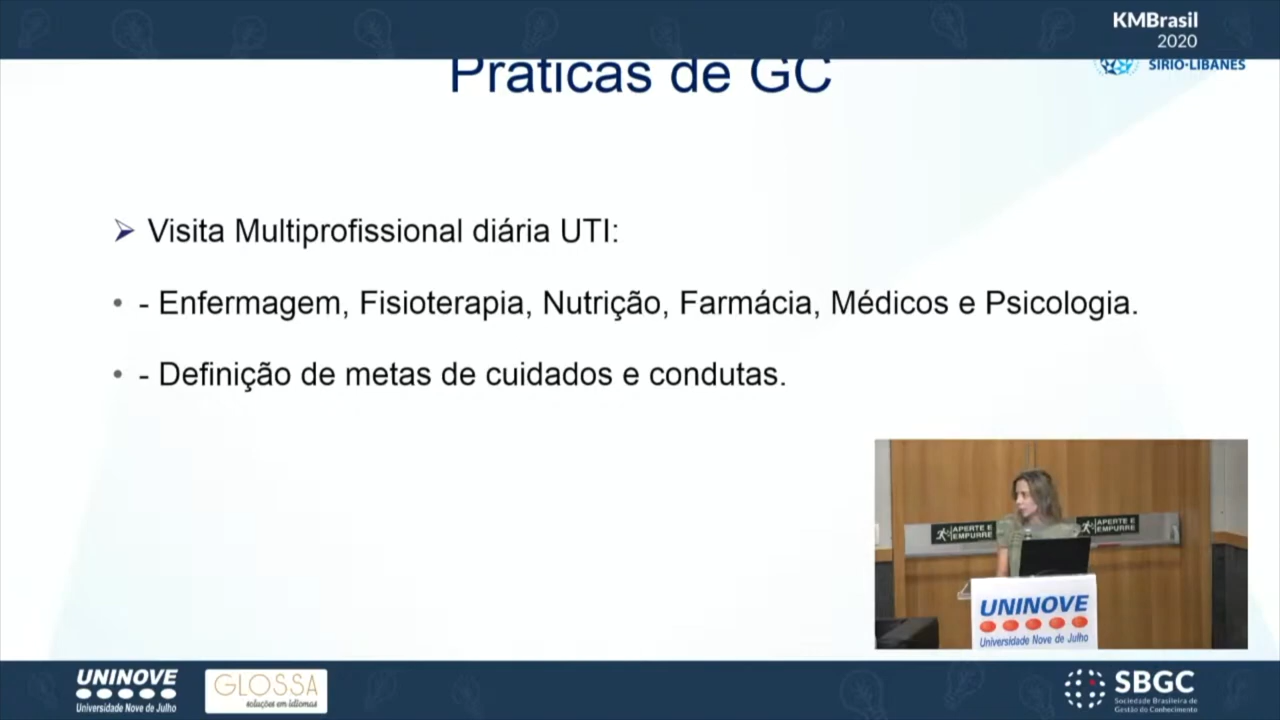 KMBrasil
2020
Práticas de GC
SÍRIO-LIBANÊS
➢ Visita Multiprofissional diária UTI:
• - Enfermagem, Fisioterapia, Nutrição, Farmácia, Médicos e Psicologia.
• - Definição de metas de cuidados e condutas.
APERTE E
EMPURRE
APERTE E
EMPURRE
UNINOVE
Universidade Nove de Julho
UNINOVE
Universidade Nove de Julho
GLOSSA
soluções em idiomas
SBGC
Sociedade Brasileira de
Gestão do Conhecimento